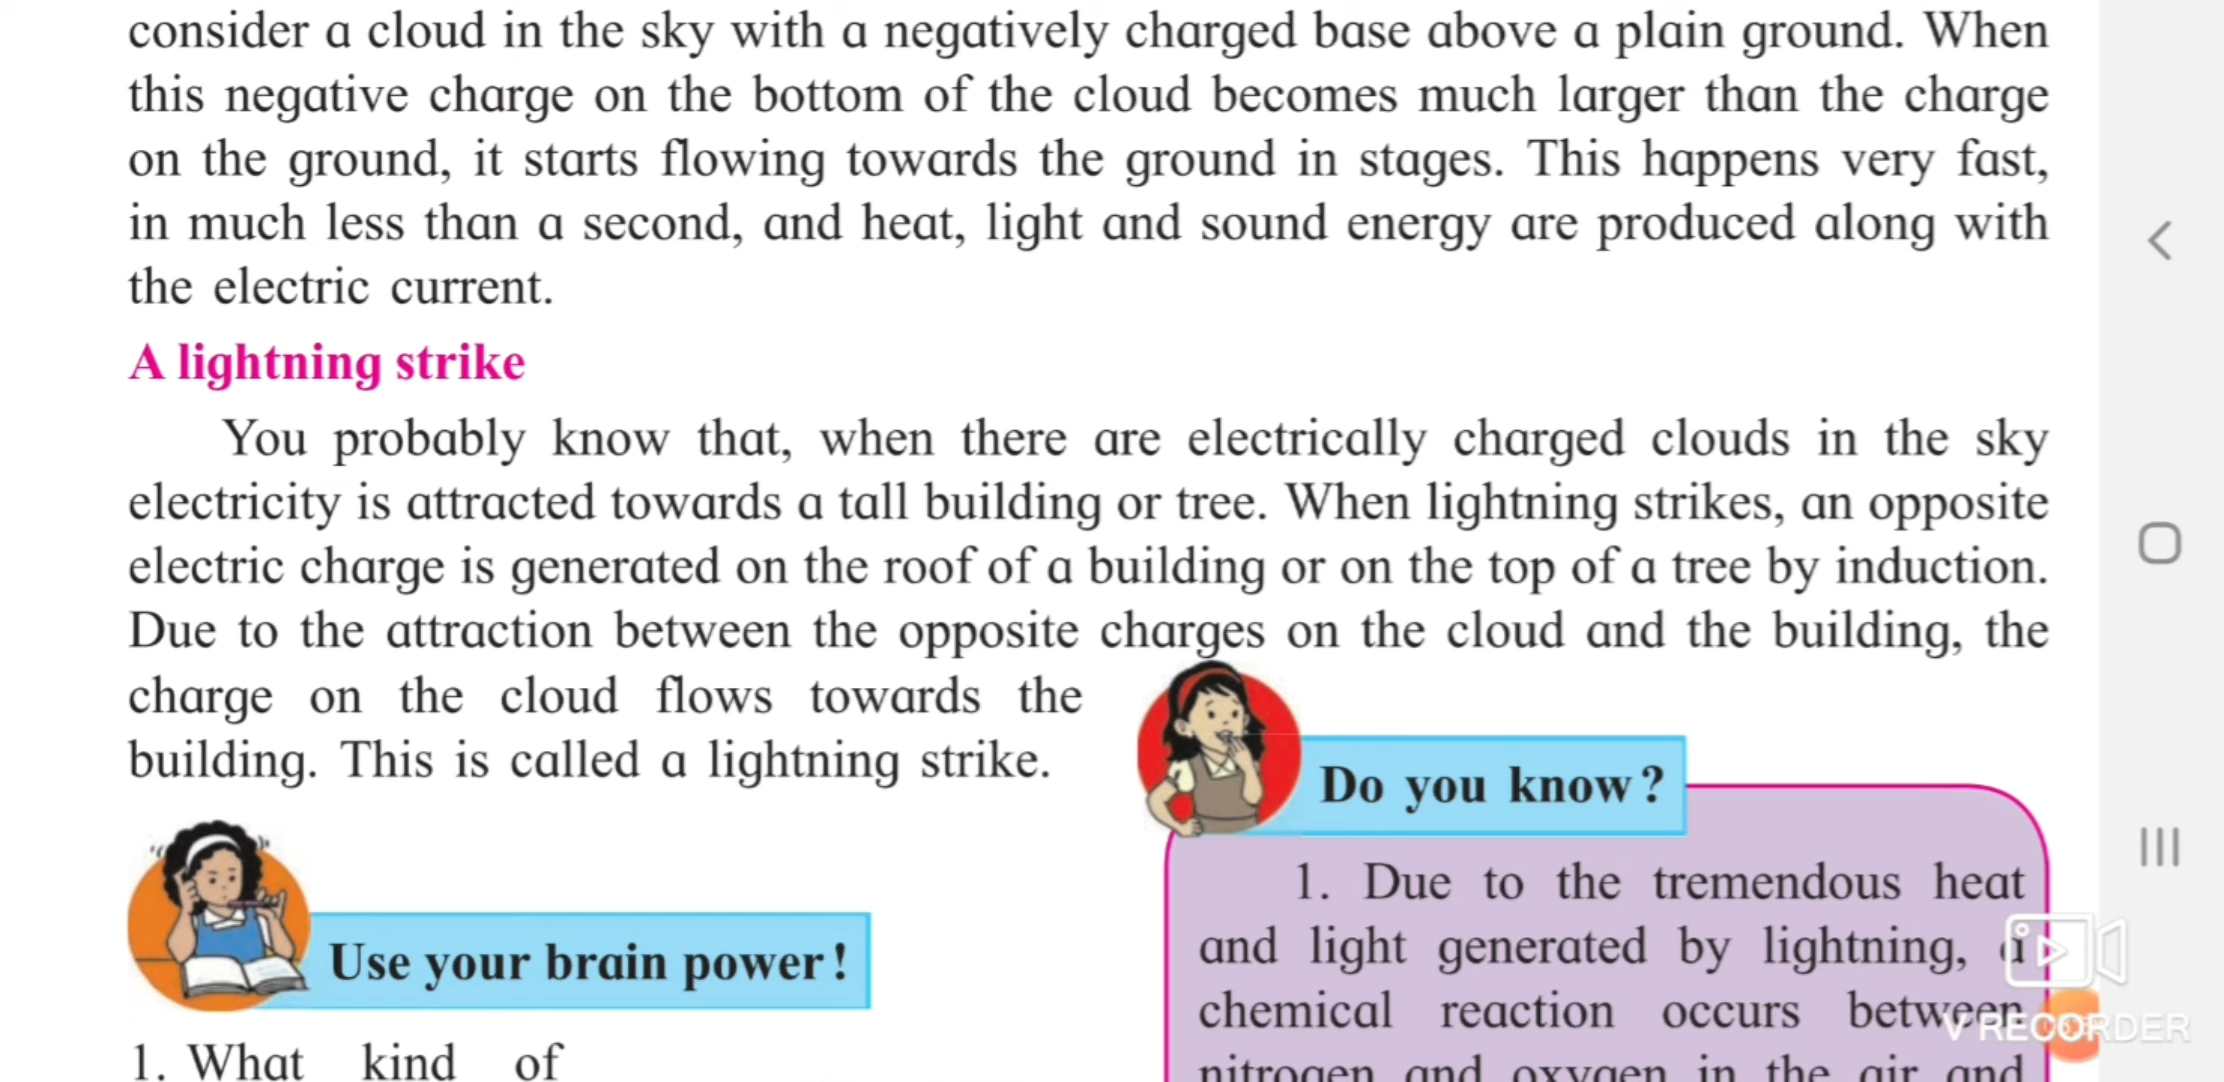 consider a cloud in the sky with a negatively charged base above a plain ground. When
this negative charge on the bottom of the cloud becomes much larger than the charge
on the ground, it starts flowing towards the ground in stages. This happens very fast,
in much less than a second, and heat, light and sound energy are produced along with
the electric current.
A lightning strike
You probably know that, when there are electrically charged clouds in the sky
electricity is attracted towards a tall building or tree. When lightning strikes, an opposite
electric charge is generated on the roof of a building or on the top of a tree by induction.
Due to the attraction between the opposite charges on the cloud and the building, the
charge on the cloud flows towards the
building. This is called a lightning strike.
Use your brain power!
1. What kind of
Do you know?
1. Due to the tremendous heat
and light generated by lightning, a
chemical reaction occurs between
nitrogen and oxygen in the air and
V RECORDER